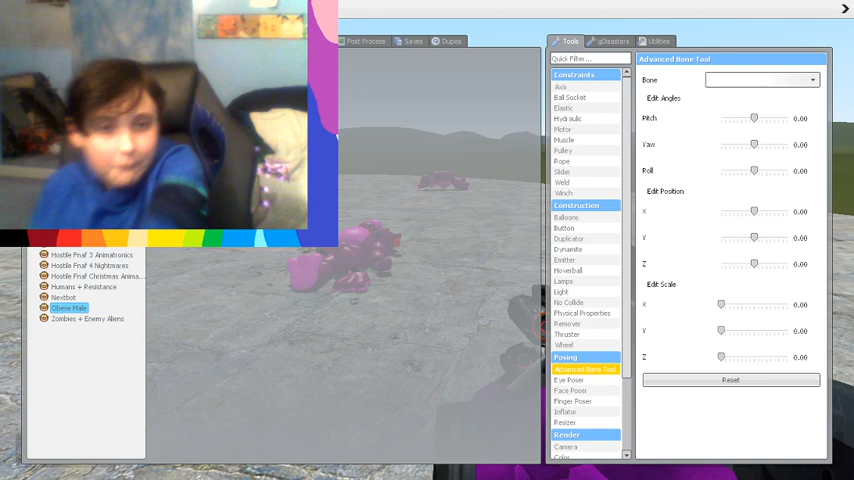 Post Process
Saves
Dupes
Tools
gDisasters
Utilities
Quick Filter...
Constraints
Axis
Ball Socket
Elastic
Hydraulic
Motor
Muscle
Pulley
Rope
Slider
Weld
Winch
Construction
Balloons
Button
Duplicator
Dynamite
Emitter
Hoverball
Lamps
Light
No Collide
Physical Properties
Remover
Thruster
Wheel
Posing
Advanced Bone Tool
Eye Poser
Face Poser
Finger Poser
Inflator
Resizer
Render
Camera
Color
Advanced Bone Tool
Bone
Edit Angles
Pitch 0.00
Yaw 0.00
Roll 0.00
Edit Position
X 0.00
Y 0.00
Z 0.00
Edit Scale
X 0.00
Y 0.00
Z 0.00
Reset
Hostile Fnaf 3 Animatronics
Hostile Fnaf 4 Nightmares
Hostile Fnaf Christmas Anima...
Humans + Resistance
Nextbot
Obese Male
Zombies + Enemy Aliens